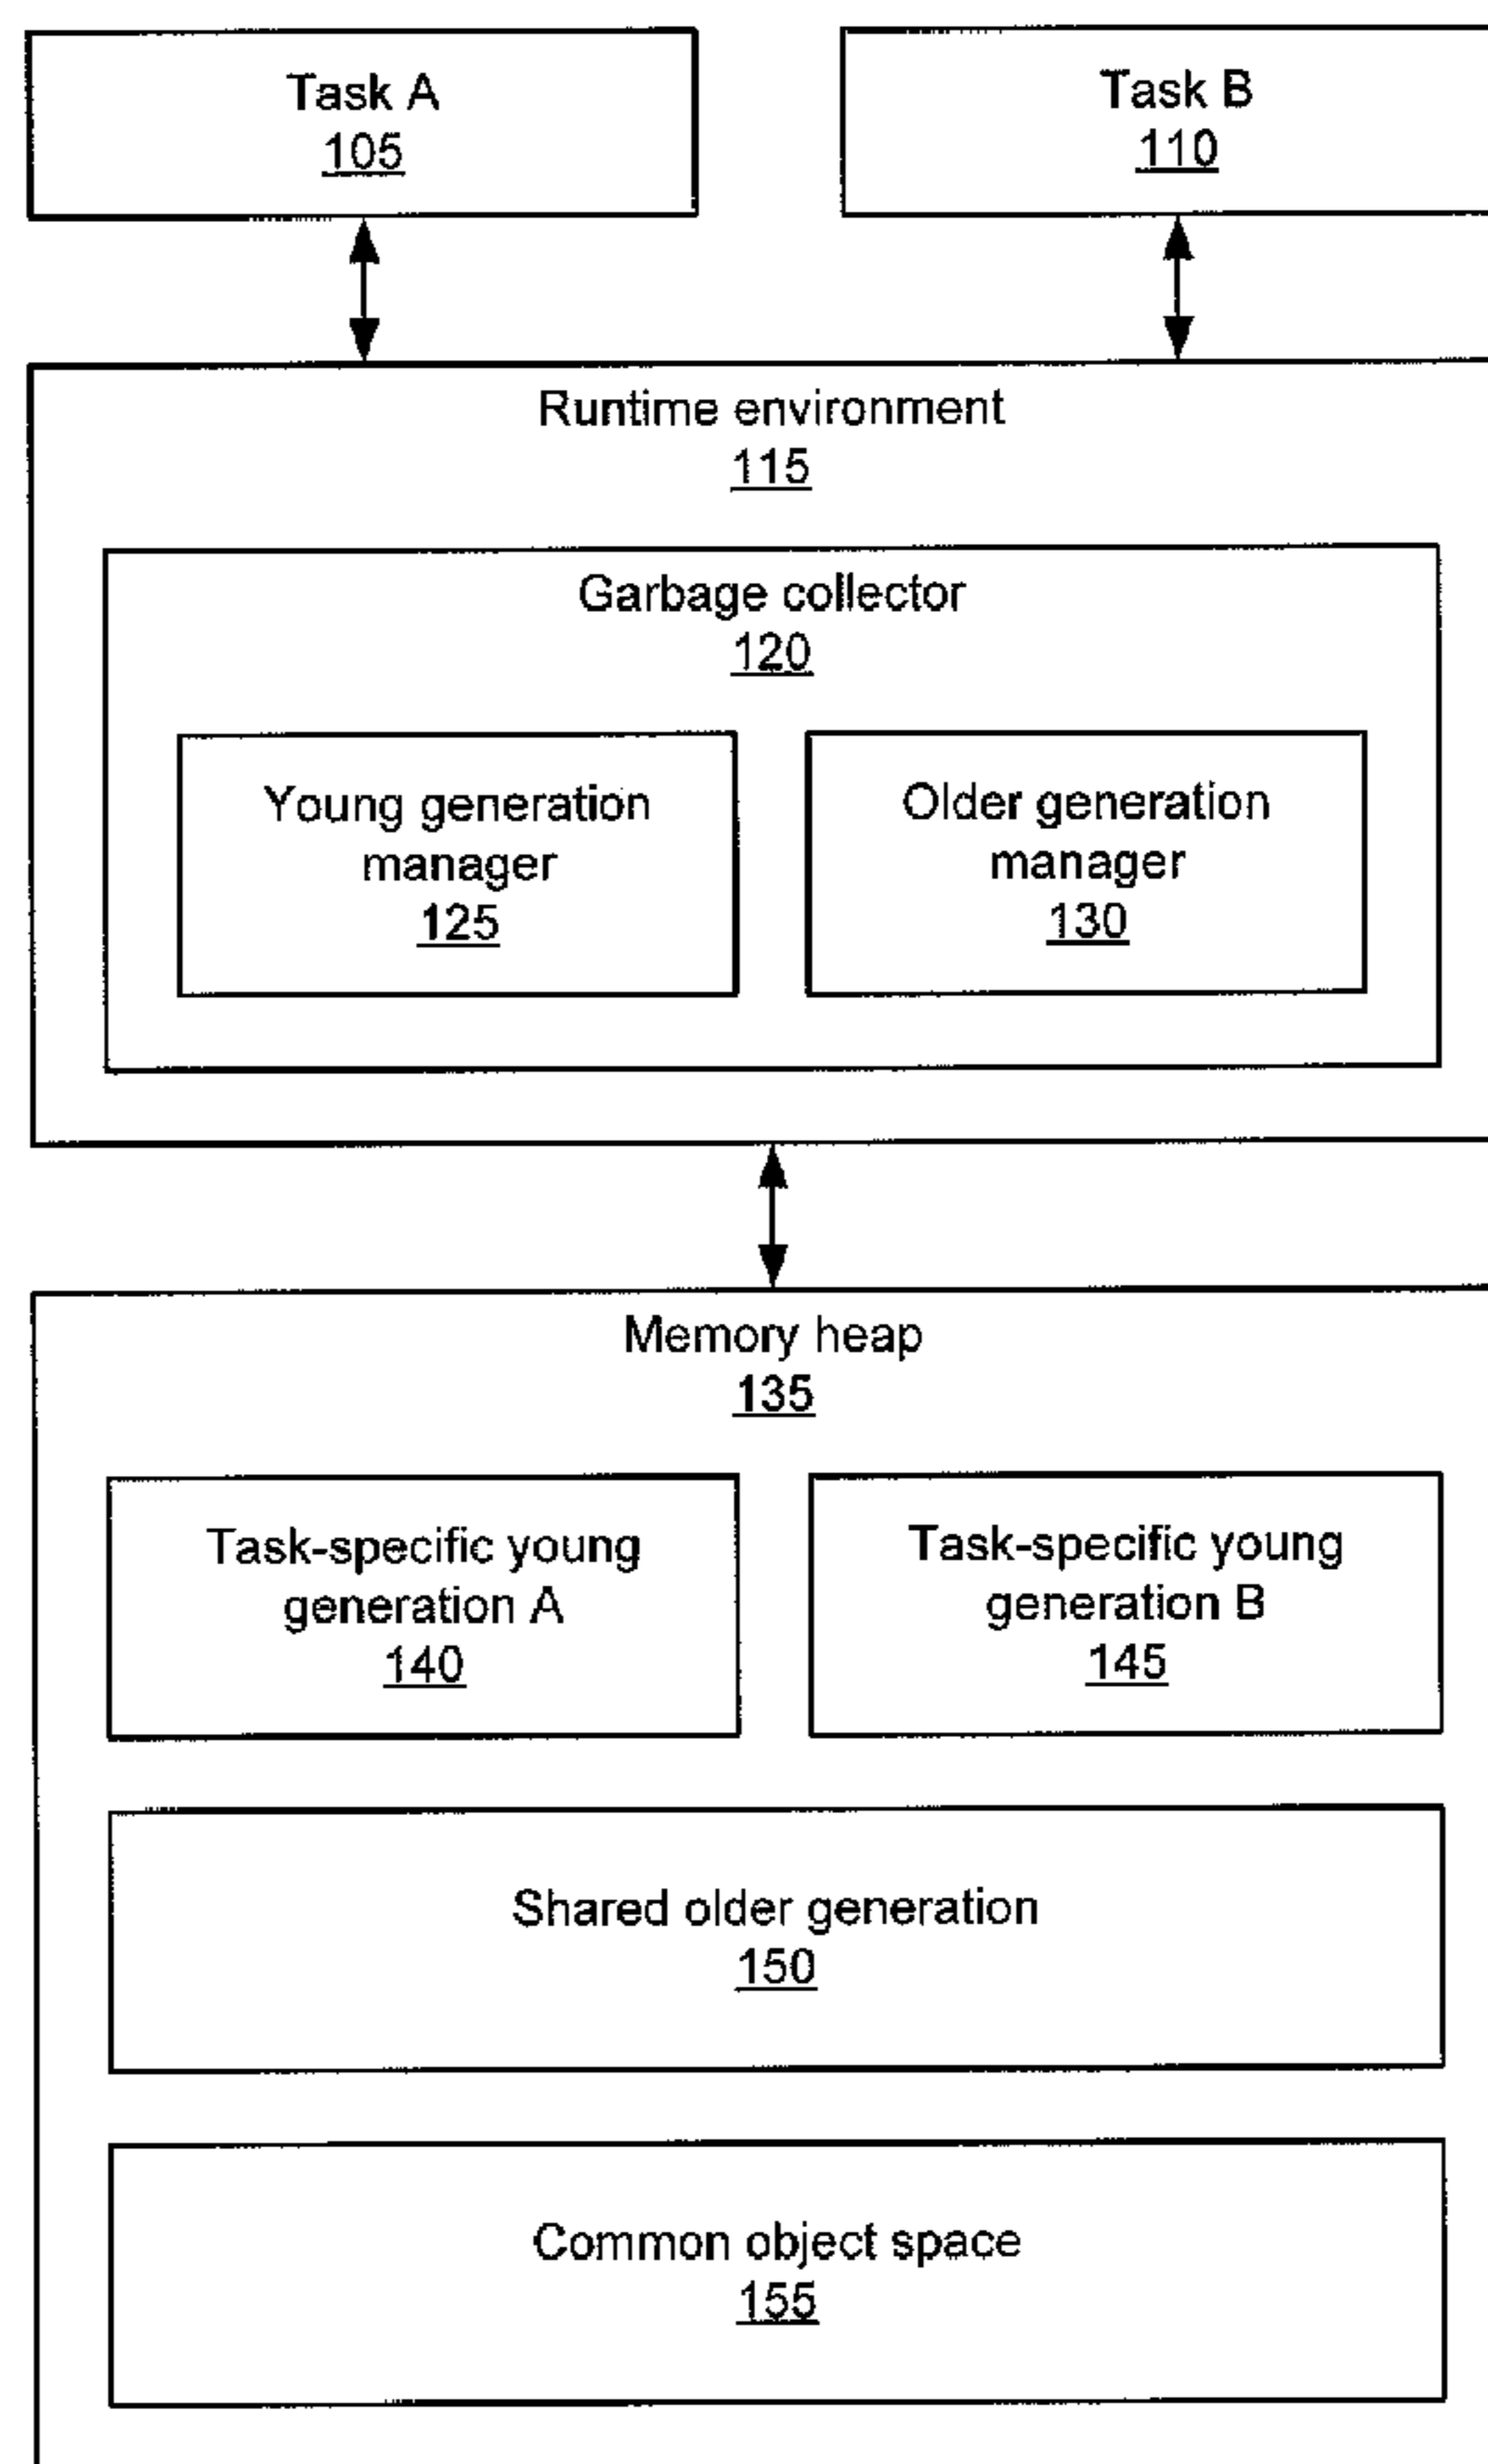 Task A
105
Task B
110
Runtime environment
115
Garbage collector
120
Young generation
manager
125
Older generation
manager
130
Memory heap
135
Task-specific young
generation A
140
Task-specific young
generation B
145
Shared older generation
150
Common object space
155